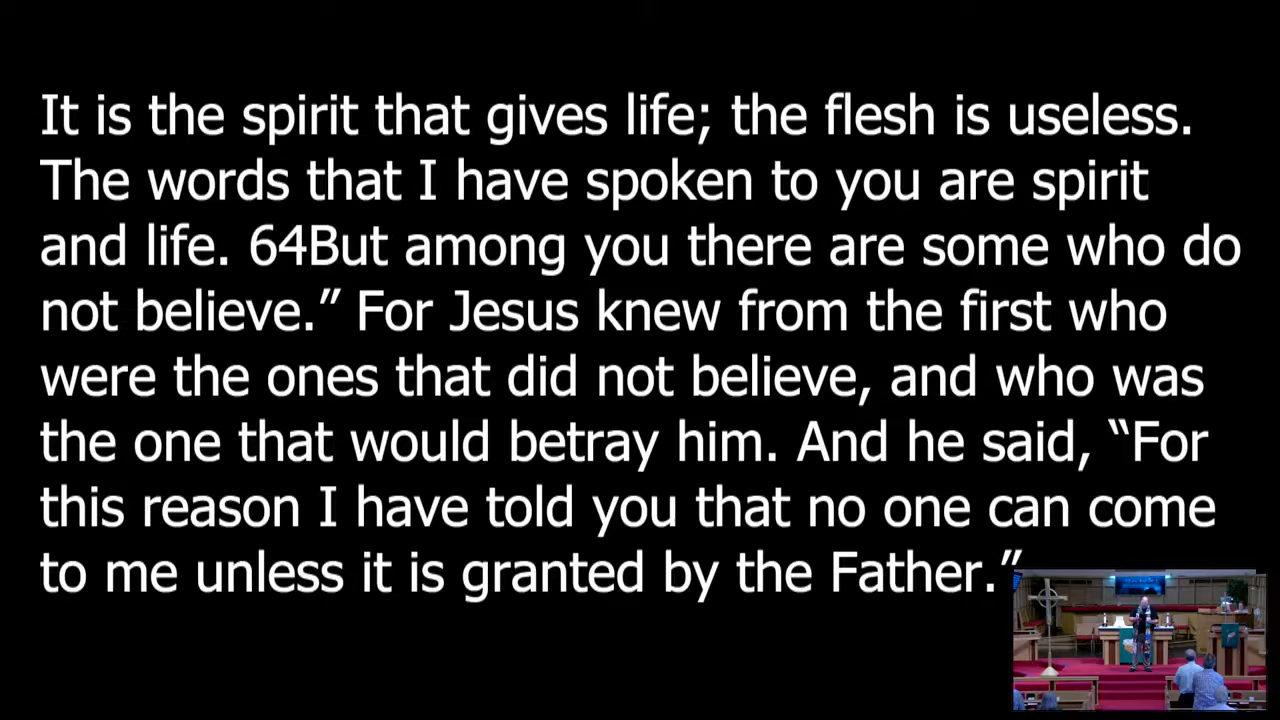 It is the spirit that gives life; the flesh is useless.
The words that I have spoken to you are spirit
and life. 64But among you there are some who do
not believe.” For Jesus knew from the first who
were the ones that did not believe, and who was
the one that would betray him. And he said, “For
this reason I have told you that no one can come
to me unless it is granted by the Father.”